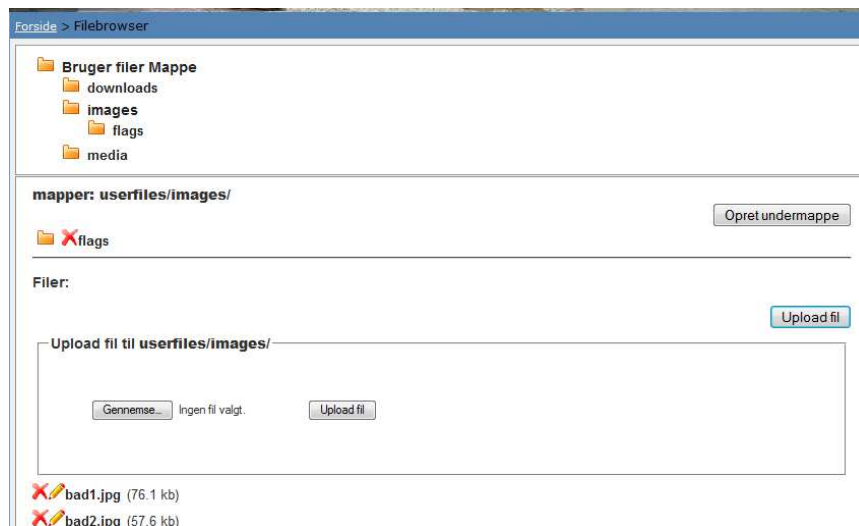 Forside > Filebrowser
Bruger filer Mappe
downloads
images
flags
media
mapper: userfiles/images/
Opret undermappe
flags
Filer:
Upload fil
Upload fil til userfiles/images/
Gennemse... Ingen fil valgt. Upload fil
bad1.jpg (76.1 kb)
bad2.jpg (57.6 kb)